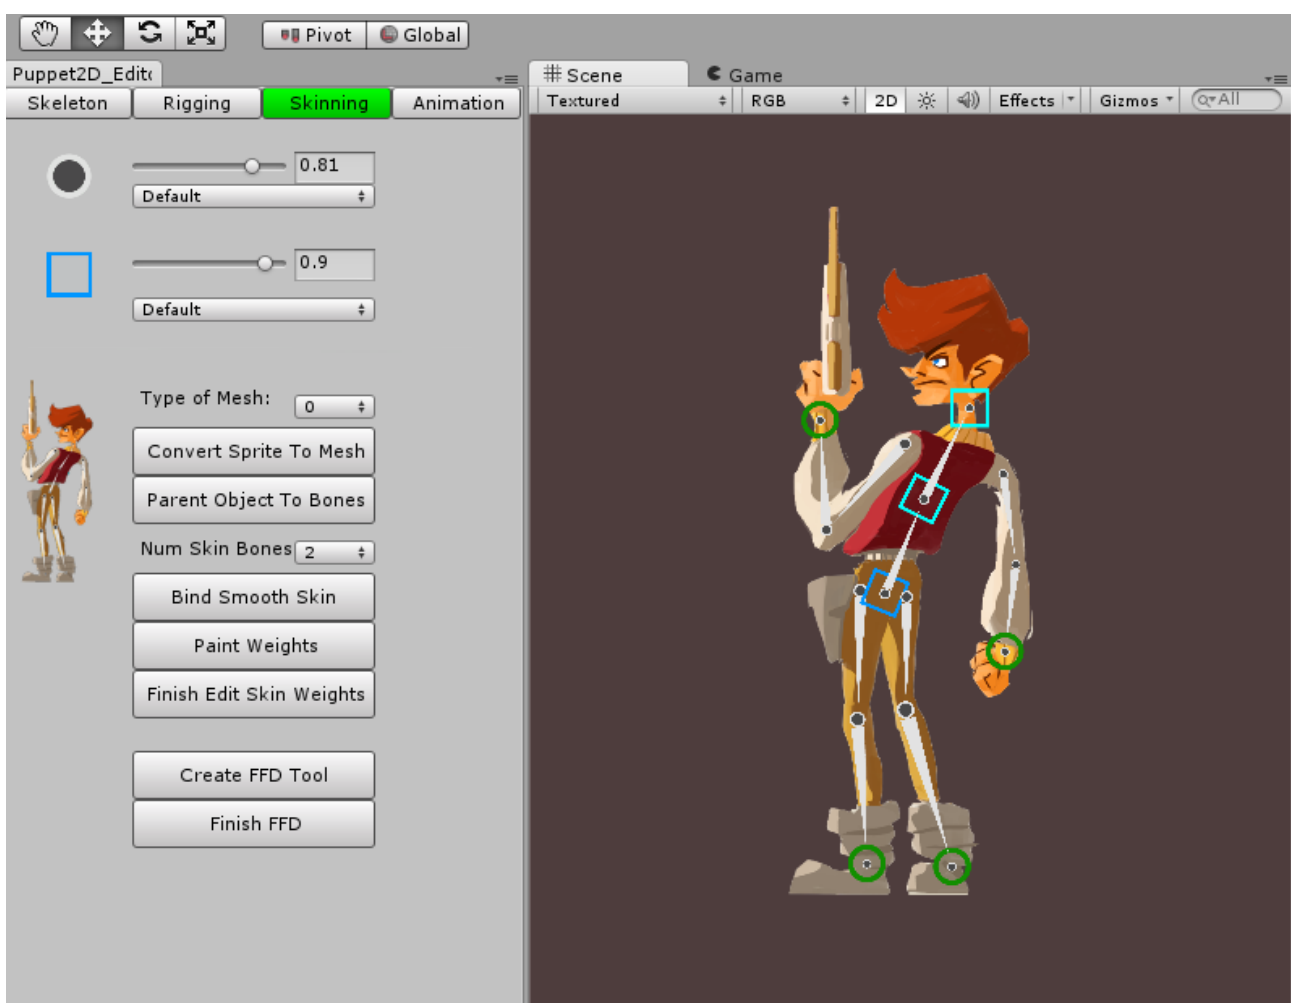 Pivot Global
Puppet2D_Edito
Skeleton Rigging Skinning Animation
0.81
Default
0.9
Default
Type of Mesh: 0
Convert Sprite To Mesh
Parent Object To Bones
Num Skin Bones 2
Bind Smooth Skin
Paint Weights
Finish Edit Skin Weights
Create FFD Tool
Finish FFD
Scene Game
Textured RGB 2D Effects Gizmos All